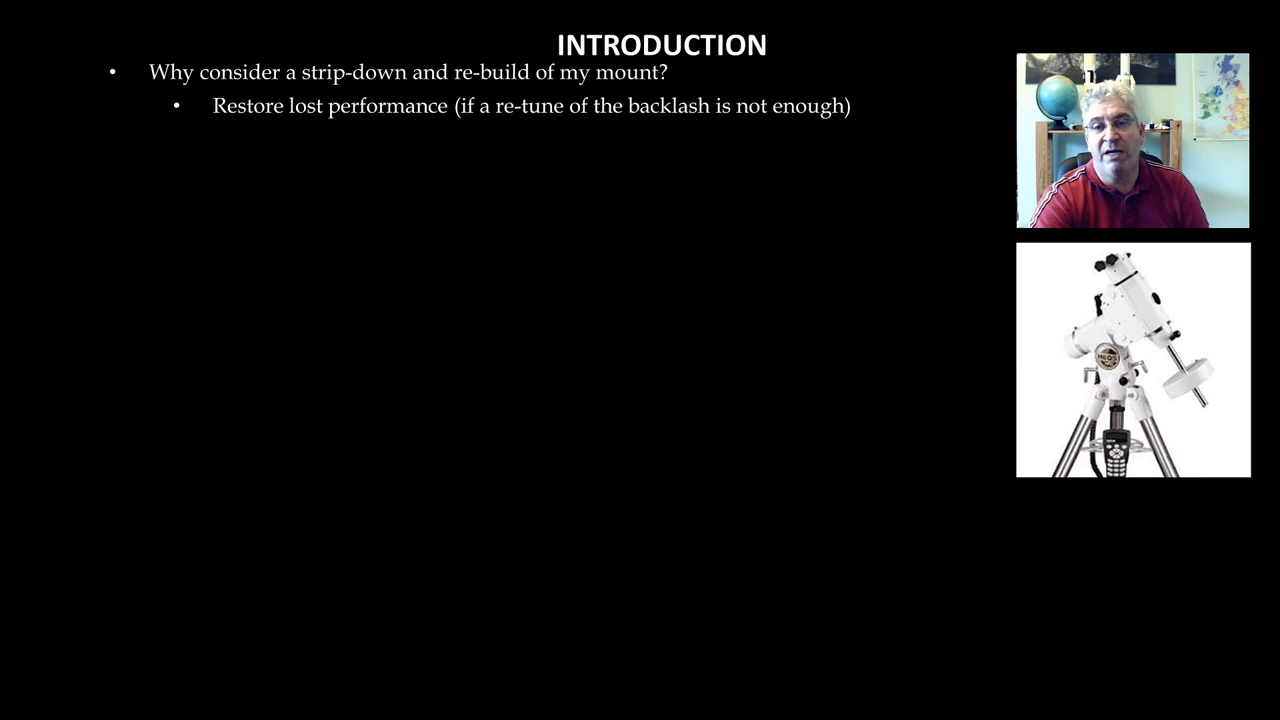 INTRODUCTION
• Why consider a strip-down and re-build of my mount?
• Restore lost performance (if a re-tune of the backlash is not enough)
HEQ5